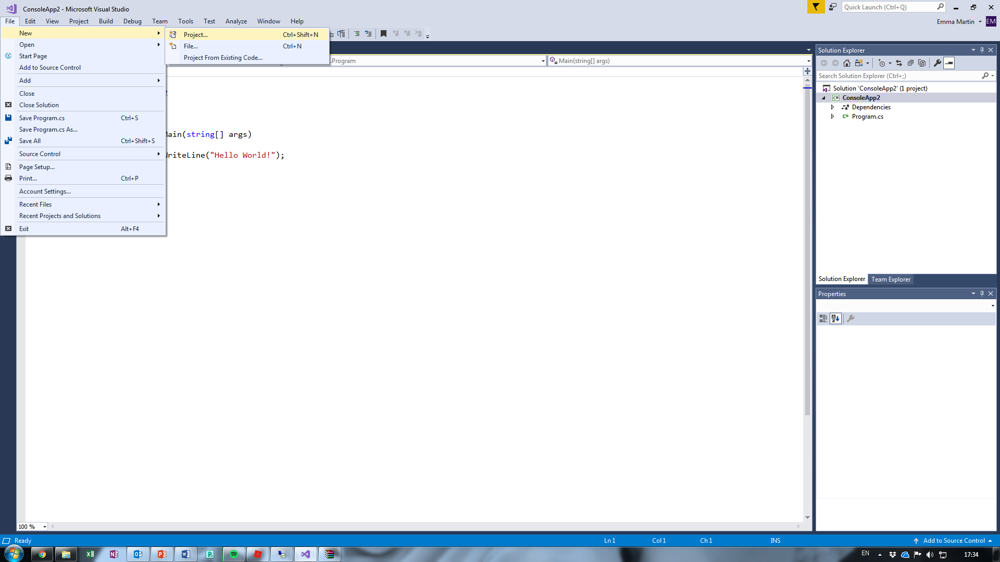 ConsoleApp2 - Microsoft Visual Studio
Quick Launch (Ctrl+Q)
File Edit View Project Build Debug Team Tools Test Analyze Window Help
Emma Martin EM
New
Project... Ctrl+Shift+N
Open
File... Ctrl+N
Start Page
Project From Existing Code...
.Program
Main(string[] args)
Add to Source Control
Add
Close
Close Solution
Save Program.cs Ctrl+S
Save Program.cs As...
Save All Ctrl+Shift+S
Source Control
Page Setup...
Print... Ctrl+P
Account Settings...
Recent Files
Recent Projects and Solutions
Exit Alt+F4
ain(string[] args)
riteLine("Hello World!");
Solution Explorer
Search Solution Explorer (Ctrl+;)
Solution 'ConsoleApp2' (1 project)
C# ConsoleApp2
Dependencies
C# Program.cs
Solution Explorer Team Explorer
Properties
100 %
Ready Ln 1 Col 1 Ch 1 INS Add to Source Control
EN 17:34